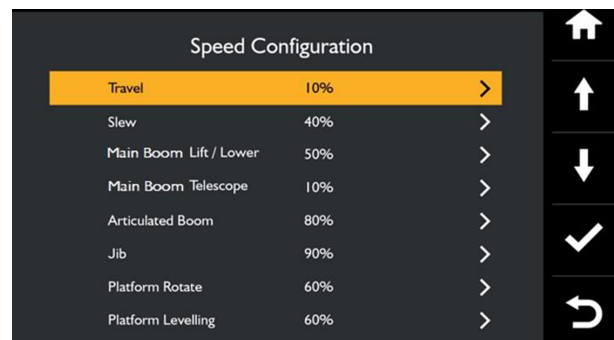 Speed Configuration
Travel 10%
Slew 40%
Main Boom Lift / Lower 50%
Main Boom Telescope 10%
Articulated Boom 80%
Jib 90%
Platform Rotate 60%
Platform Levelling 60%